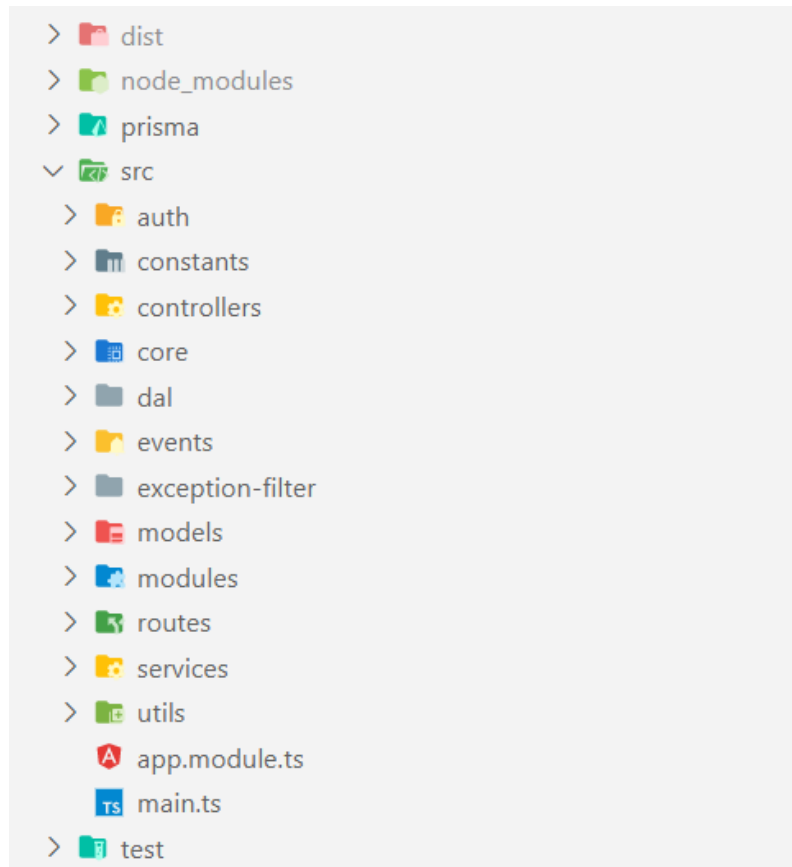 dist
node_modules
prisma
src
auth
constants
controllers
core
dal
events
exception-filter
models
modules
routes
services
utils
app.module.ts
TS main.ts
test